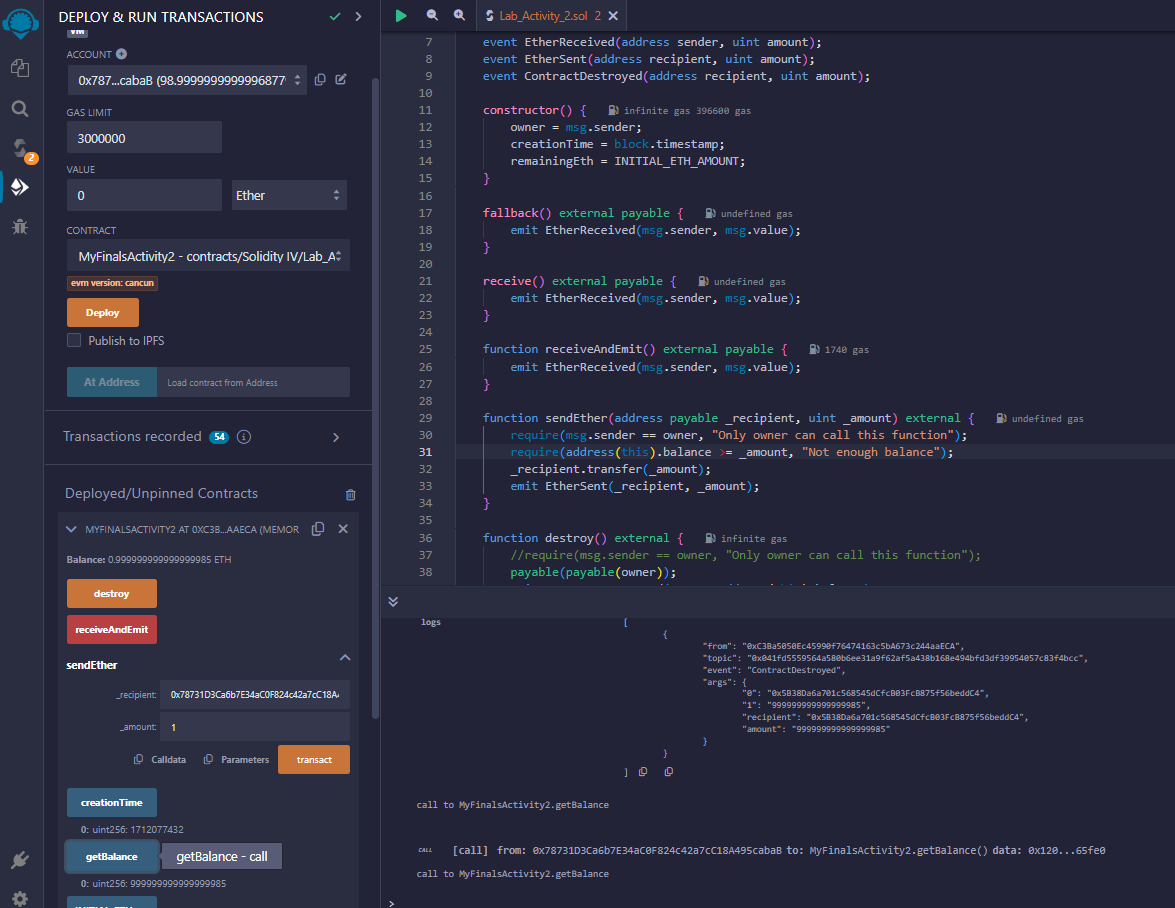 DEPLOY & RUN TRANSACTIONS
VM
ACCOUNT
0x787...cabaB (98.9999999999996877
GAS LIMIT
3000000
VALUE
0
Ether
CONTRACT
MyFinalsActivity2 - contracts/Solidity IV/Lab_A
evm version: cancun
Deploy
Publish to IPFS
At Address
Load contract from Address
Transactions recorded 54 i
Deployed/Unpinned Contracts
MYFINALSACTIVITY2 AT 0XC3B...AAECA (MEMOR
Balance: 0.999999999999999985 ETH
destroy
receiveAndEmit
sendEther
_recipient: 0x78731D3Ca6b7E34aC0F824c42a7cC18A
_amount: 1
Calldata
Parameters
transact
creationTime
0: uint256: 1712077432
getBalance
getBalance - call
0: uint256: 999999999999999985
2
Lab_Activity_2.sol 2
7 event EtherReceived(address sender, uint amount);
8 event EtherSent(address recipient, uint amount);
9 event ContractDestroyed(address recipient, uint amount);
10
11 constructor() { infinite gas 396600 gas
12 owner = msg.sender;
13 creationTime = block.timestamp;
14 remainingEth = INITIAL_ETH_AMOUNT;
15 }
16
17 fallback() external payable { undefined gas
18 emit EtherReceived(msg.sender, msg.value);
19 }
20
21 receive() external payable { undefined gas
22 emit EtherReceived(msg.sender, msg.value);
23 }
24
25 function receiveAndEmit() external payable { 1740 gas
26 emit EtherReceived(msg.sender, msg.value);
27 }
28
29 function sendEther(address payable _recipient, uint _amount) external { undefined gas
30 require(msg.sender == owner, "Only owner can call this function");
31 require(address(this).balance >= _amount, "Not enough balance");
32 _recipient.transfer(_amount);
33 emit EtherSent(_recipient, _amount);
34 }
35
36 function destroy() external { infinite gas
37 //require(msg.sender == owner, "Only owner can call this function");
38 payable(payable(owner));
logs [
{
"from": "0xC3Ba5050Ec45990f76474163c5bA673c244aaECA",
"topic": "0x041fd5559564a580b6ee31a9f62af5a438b168e494bfd3df39954057c83f4bcc",
"event": "ContractDestroyed",
"args": {
"0": "0x5B38Da6a701c568545dCfcB03FcB875f56beddC4",
"1": "999999999999999985",
"recipient": "0x5B38Da6a701c568545dCfcB03FcB875f56beddC4",
"amount": "999999999999999985"
}
}
]
call to MyFinalsActivity2.getBalance
CALL [call] from: 0x78731D3Ca6b7E34aC0F824c42a7cC18A495cabaB to: MyFinalsActivity2.getBalance() data: 0x120...65fe0
call to MyFinalsActivity2.getBalance
>